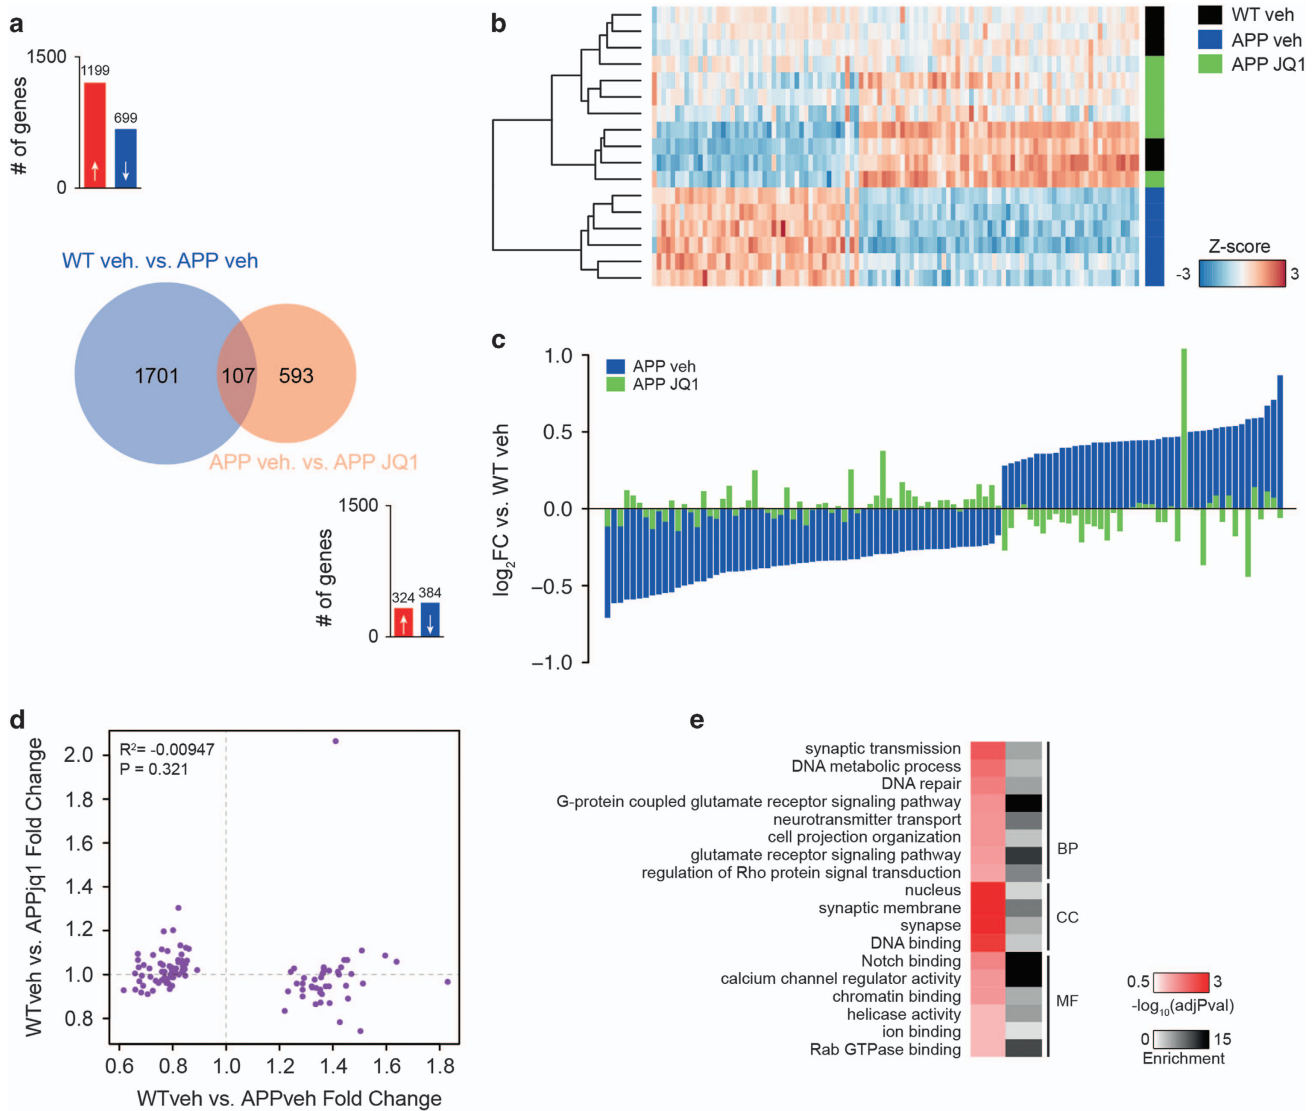 a
1500
1199
699
# of genes
0
WT veh. vs. APP veh
1701
107
593
APP veh. vs. APP JQ1
1500
324
384
# of genes
0
b
WT veh
APP veh
APP JQ1
Z-score
-3
3
c
APP veh
APP JQ1
1.0
0.5
0.0
−0.5
−1.0
log2FC vs. WT veh
d
R2= -0.00947
P = 0.321
2.0
1.8
1.6
1.4
1.2
1.0
0.8
WTveh vs. APPjq1 Fold Change
0.6 0.8 1.0 1.2 1.4 1.6 1.8
WTveh vs. APPveh Fold Change
e
synaptic transmission
DNA metabolic process
DNA repair
G-protein coupled glutamate receptor signaling pathway
neurotransmitter transport
cell projection organization
glutamate receptor signaling pathway
regulation of Rho protein signal transduction
BP
nucleus
synaptic membrane
synapse
DNA binding
CC
Notch binding
calcium channel regulator activity
chromatin binding
helicase activity
ion binding
Rab GTPase binding
MF
0.5
3
-log10(adjPval)
0
15
Enrichment